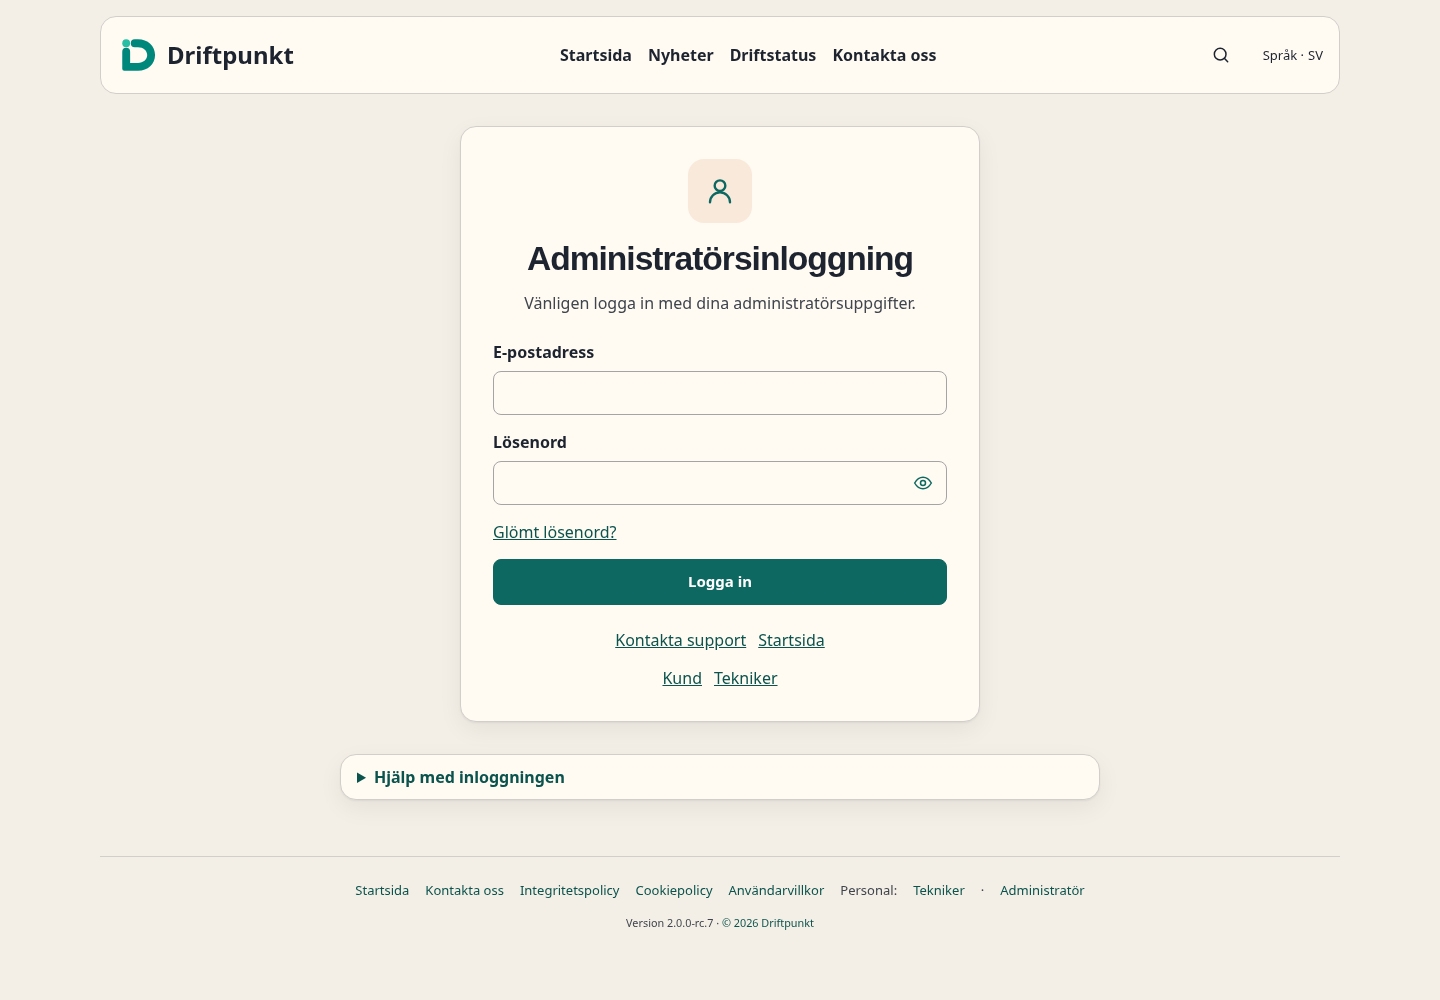 Driftpunkt
Startsida Nyheter Driftstatus Kontakta oss
Språk · SV
Administratörsinloggning
Vänligen logga in med dina administratörsuppgifter.
E-postadress
Lösenord
Glömt lösenord?
Logga in
Kontakta support Startsida
Kund Tekniker
Hjälp med inloggningen
Startsida Kontakta oss Integritetspolicy Cookiepolicy Användarvillkor Personal: Tekniker · Administratör
Version 2.0.0-rc.7 · © 2026 Driftpunkt